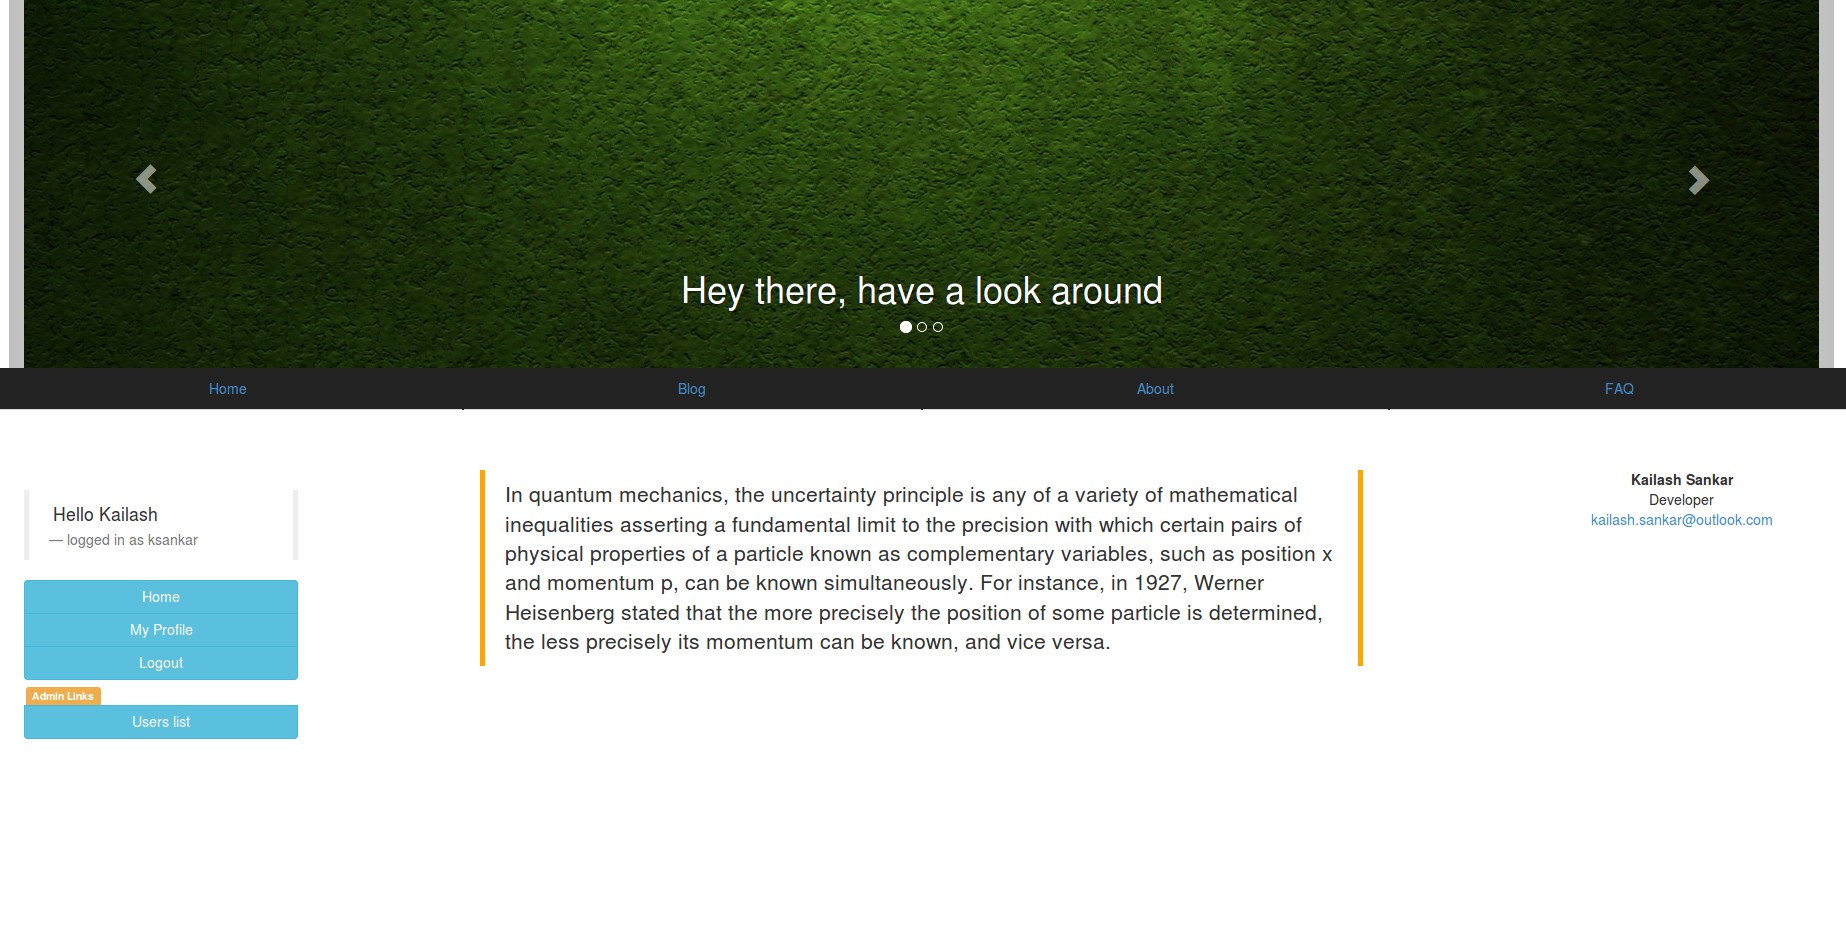 Hey there, have a look around
Home
Blog
About
FAQ
Hello Kailash
— logged in as ksankar
Home
My Profile
Logout
Admin Links
Users list
In quantum mechanics, the uncertainty principle is any of a variety of mathematical
inequalities asserting a fundamental limit to the precision with which certain pairs of
physical properties of a particle known as complementary variables, such as position x
and momentum p, can be known simultaneously. For instance, in 1927, Werner
Heisenberg stated that the more precisely the position of some particle is determined,
the less precisely its momentum can be known, and vice versa.
Kailash Sankar
Developer
kailash.sankar@outlook.com